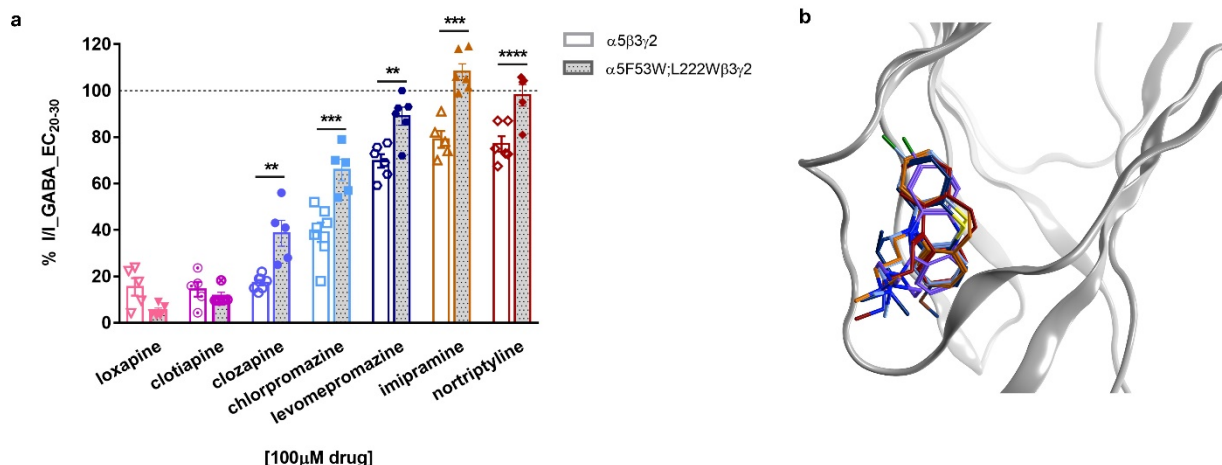 a
b
*** 
****
***
**
***
**
120
100
80
60
40
20
0
% I/I_GABA_EC20-30
α5β3γ2
α5F53W;L222Wβ3γ2
loxapine
clotiapine
clozapine
chlorpromazine
levomepromazine
imipramine
nortriptyline
[100μM drug]